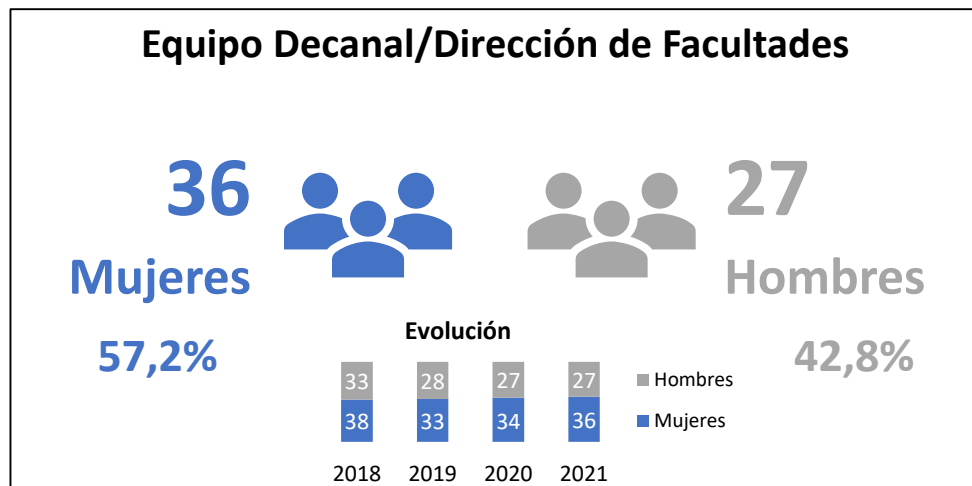 Equipo Decanal/Dirección de Facultades
36
Mujeres
57,2%
27
Hombres
42,8%
Evolución
33 28 27 27
38 33 34 36
2018 2019 2020 2021
Hombres
Mujeres